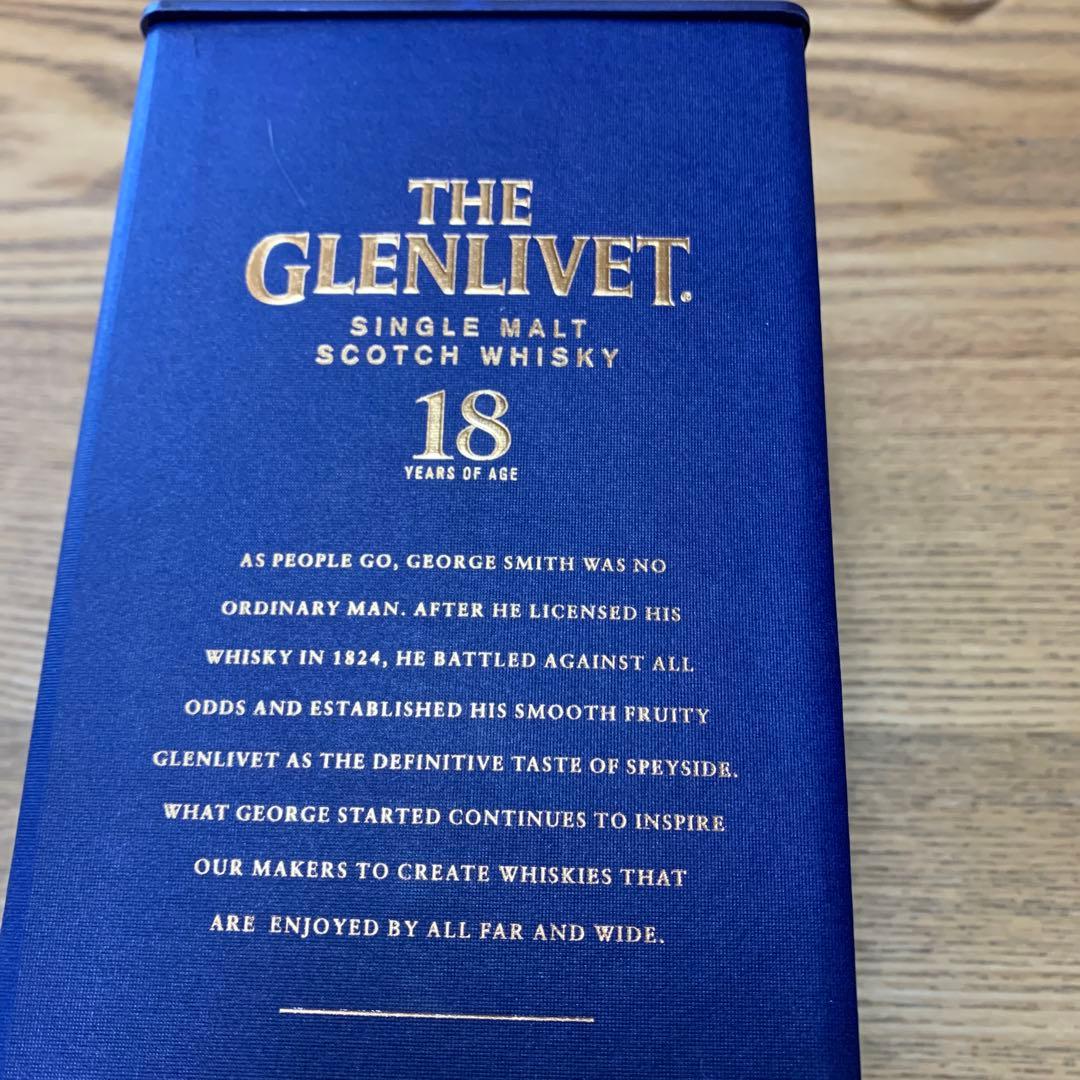 THE
GLENLIVET®
SINGLE MALT
SCOTCH WHISKY
18
YEARS OF AGE
AS PEOPLE GO, GEORGE SMITH WAS NO
ORDINARY MAN. AFTER HE LICENSED HIS
WHISKY IN 1824, HE BATTLED AGAINST ALL
ODDS AND ESTABLISHED HIS SMOOTH FRUITY
GLENLIVET AS THE DEFINITIVE TASTE OF SPEYSIDE.
WHAT GEORGE STARTED CONTINUES TO INSPIRE
OUR MAKERS TO CREATE WHISKIES THAT
ARE ENJOYED BY ALL FAR AND WIDE.